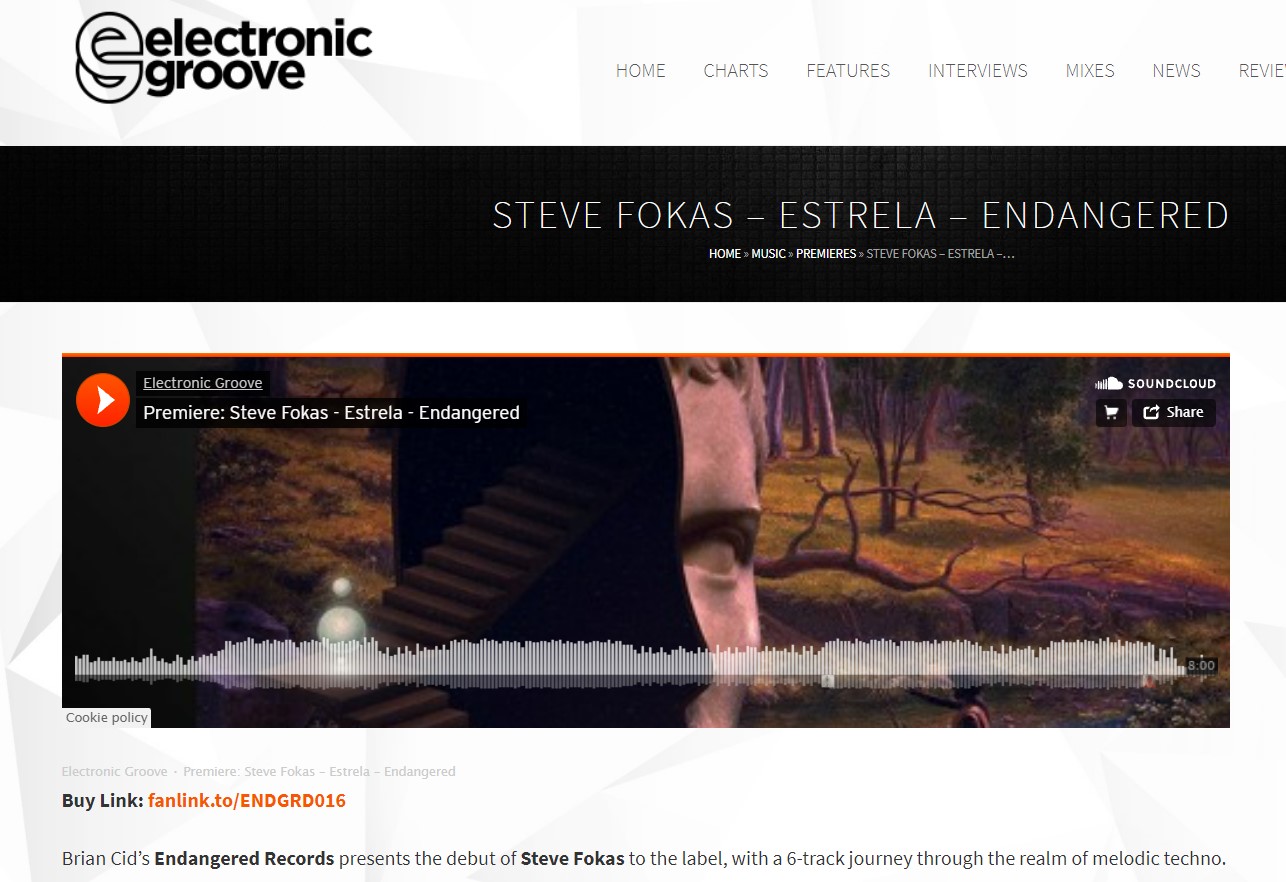 electronic
groove
HOME CHARTS FEATURES INTERVIEWS MIXES NEWS REVIE
STEVE FOKAS – ESTRELA – ENDANGERED
HOME » MUSIC » PREMIERES » STEVE FOKAS – ESTRELA –…
Electronic Groove
SOUNDCLOUD
Premiere: Steve Fokas - Estrela - Endangered
Share
8:00
Cookie policy
Electronic Groove · Premiere: Steve Fokas – Estrela – Endangered
Buy Link: fanlink.to/ENDGRD016
Brian Cid’s Endangered Records presents the debut of Steve Fokas to the label, with a 6-track journey through the realm of melodic techno.